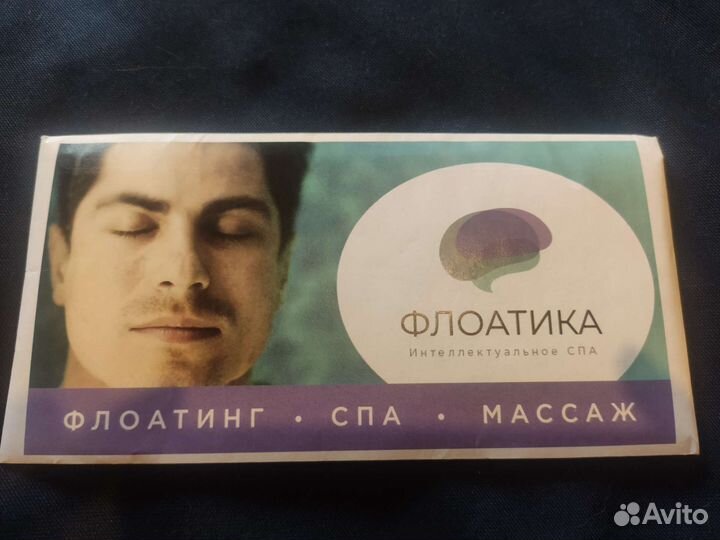 ФЛОАТИКА
Интеллектуальное СПА
ФЛОАТИНГ • СПА • МАССАЖ
Avito